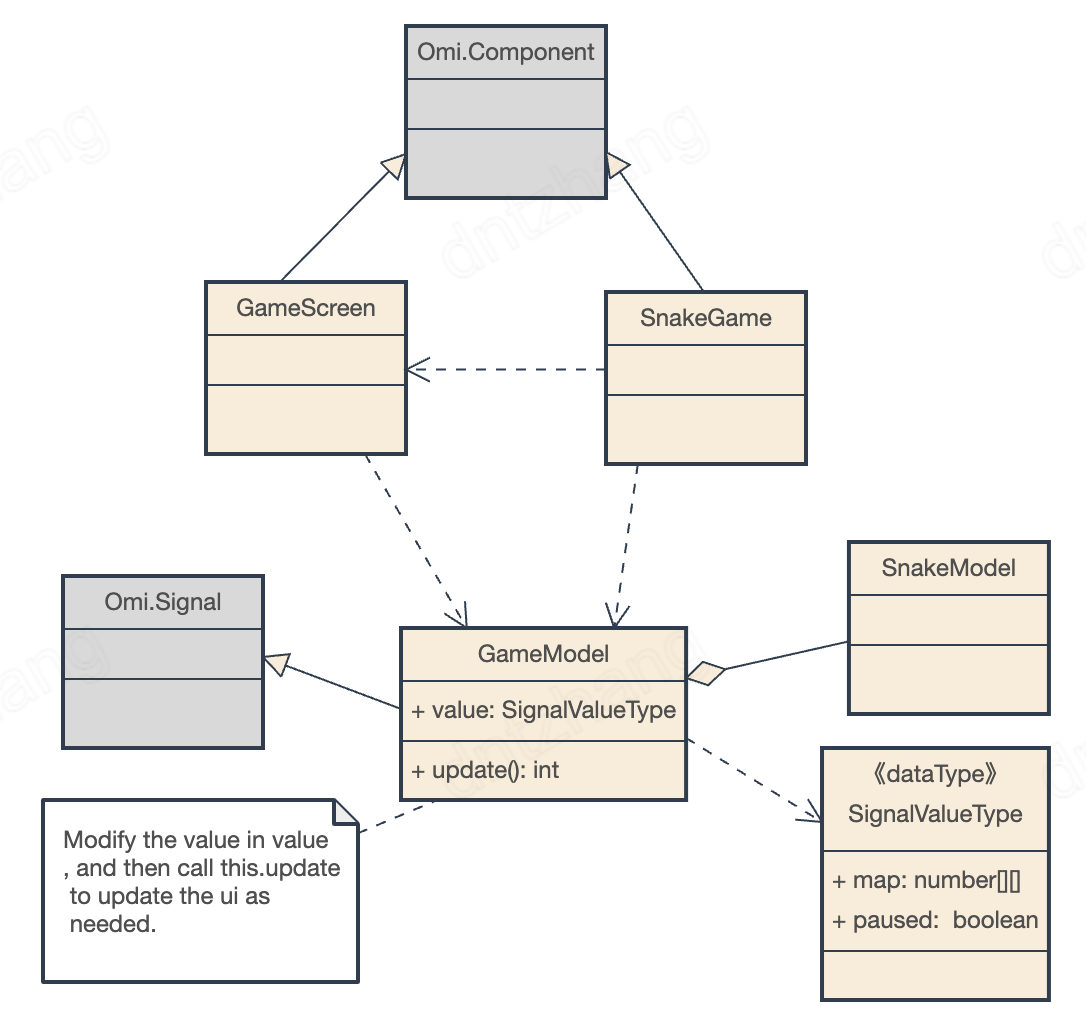 Omi.Component
GameScreen
SnakeGame
SnakeModel
Omi.Signal
GameModel
+ value: SignalValueType
+ update(): int
《dataType》
SignalValueType
+ map: number[][]
+ paused:  boolean
Modify the value in value
, and then call this.update
to update the ui as
needed.
dntzhang
dntzhang